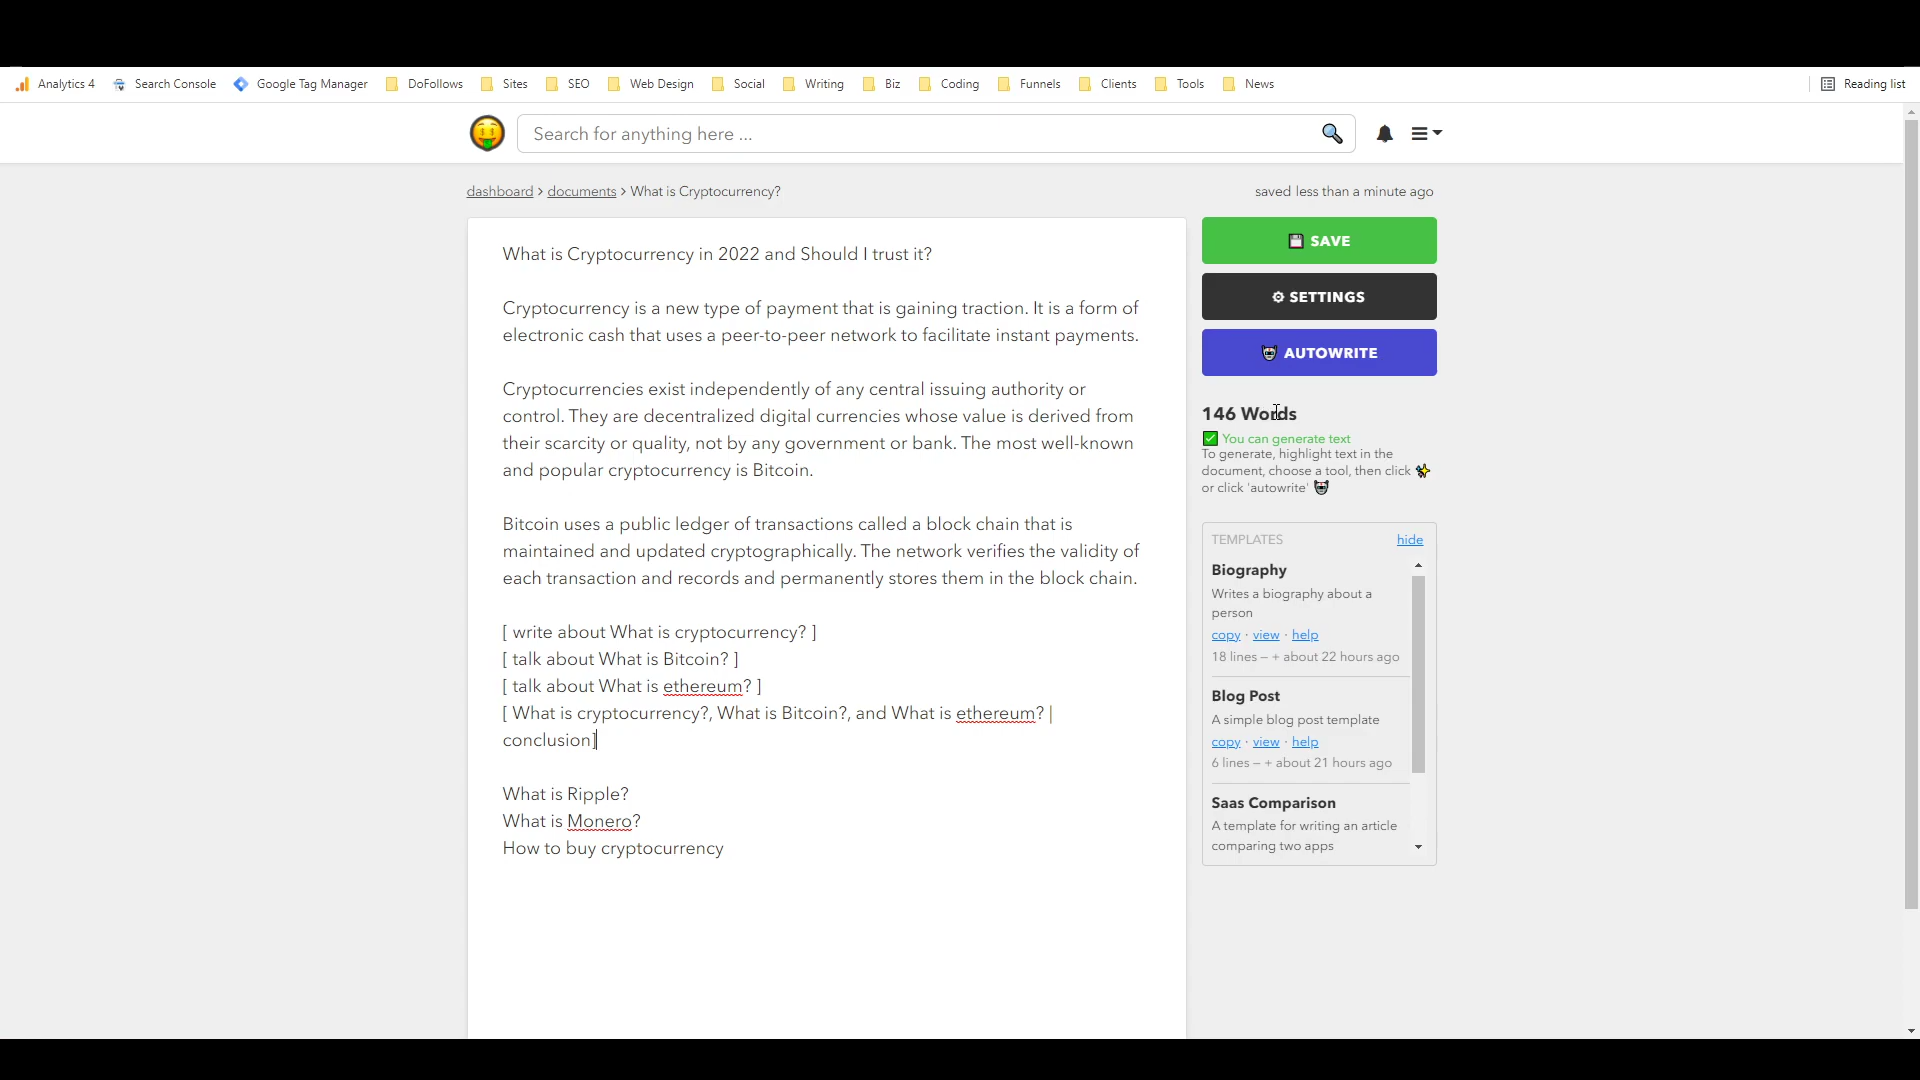 Analytics 4 Search Console Google Tag Manager DoFollows Sites SEO Web Design Social Writing Biz Coding Funnels Clients Tools News Reading list
Search for anything here ...
dashboard > documents > What is Cryptocurrency? saved less than a minute ago
What is Cryptocurrency in 2022 and Should I trust it?
Cryptocurrency is a new type of payment that is gaining traction. It is a form of
electronic cash that uses a peer-to-peer network to facilitate instant payments.
Cryptocurrencies exist independently of any central issuing authority or
control. They are decentralized digital currencies whose value is derived from
their scarcity or quality, not by any government or bank. The most well-known
and popular cryptocurrency is Bitcoin.
Bitcoin uses a public ledger of transactions called a block chain that is
maintained and updated cryptographically. The network verifies the validity of
each transaction and records and permanently stores them in the block chain.
[ write about What is cryptocurrency? ]
[ talk about What is Bitcoin? ]
[ talk about What is ethereum? ]
[ What is cryptocurrency?, What is Bitcoin?, and What is ethereum? |
conclusion]
What is Ripple?
What is Monero?
How to buy cryptocurrency
SAVE
SETTINGS
AUTOWRITE
146 Words
You can generate text
To generate, highlight text in the
document, choose a tool, then click ✨
or click 'autowrite'
TEMPLATES hide
Biography
Writes a biography about a
person
copy · view · help
18 lines — + about 22 hours ago
Blog Post
A simple blog post template
copy · view · help
6 lines — + about 21 hours ago
Saas Comparison
A template for writing an article
comparing two apps